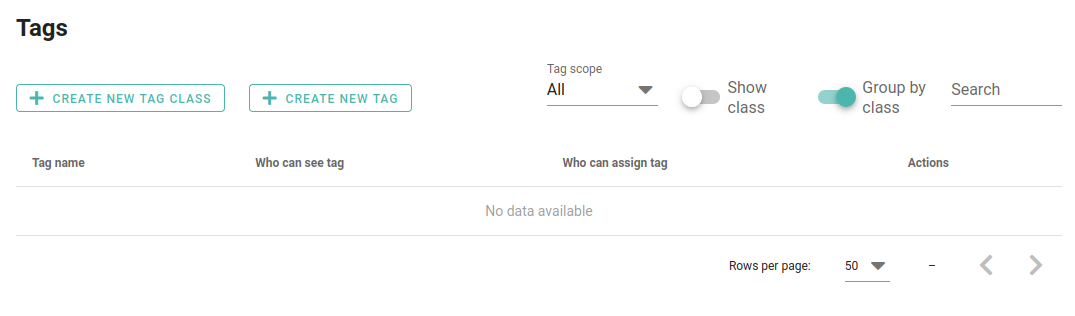 Tags
CREATE NEW TAG CLASS
CREATE NEW TAG
Tag scope
All
Show
class
Group by
class
Search
Tag name
Who can see tag
Who can assign tag
Actions
No data available
Rows per page:
50
–